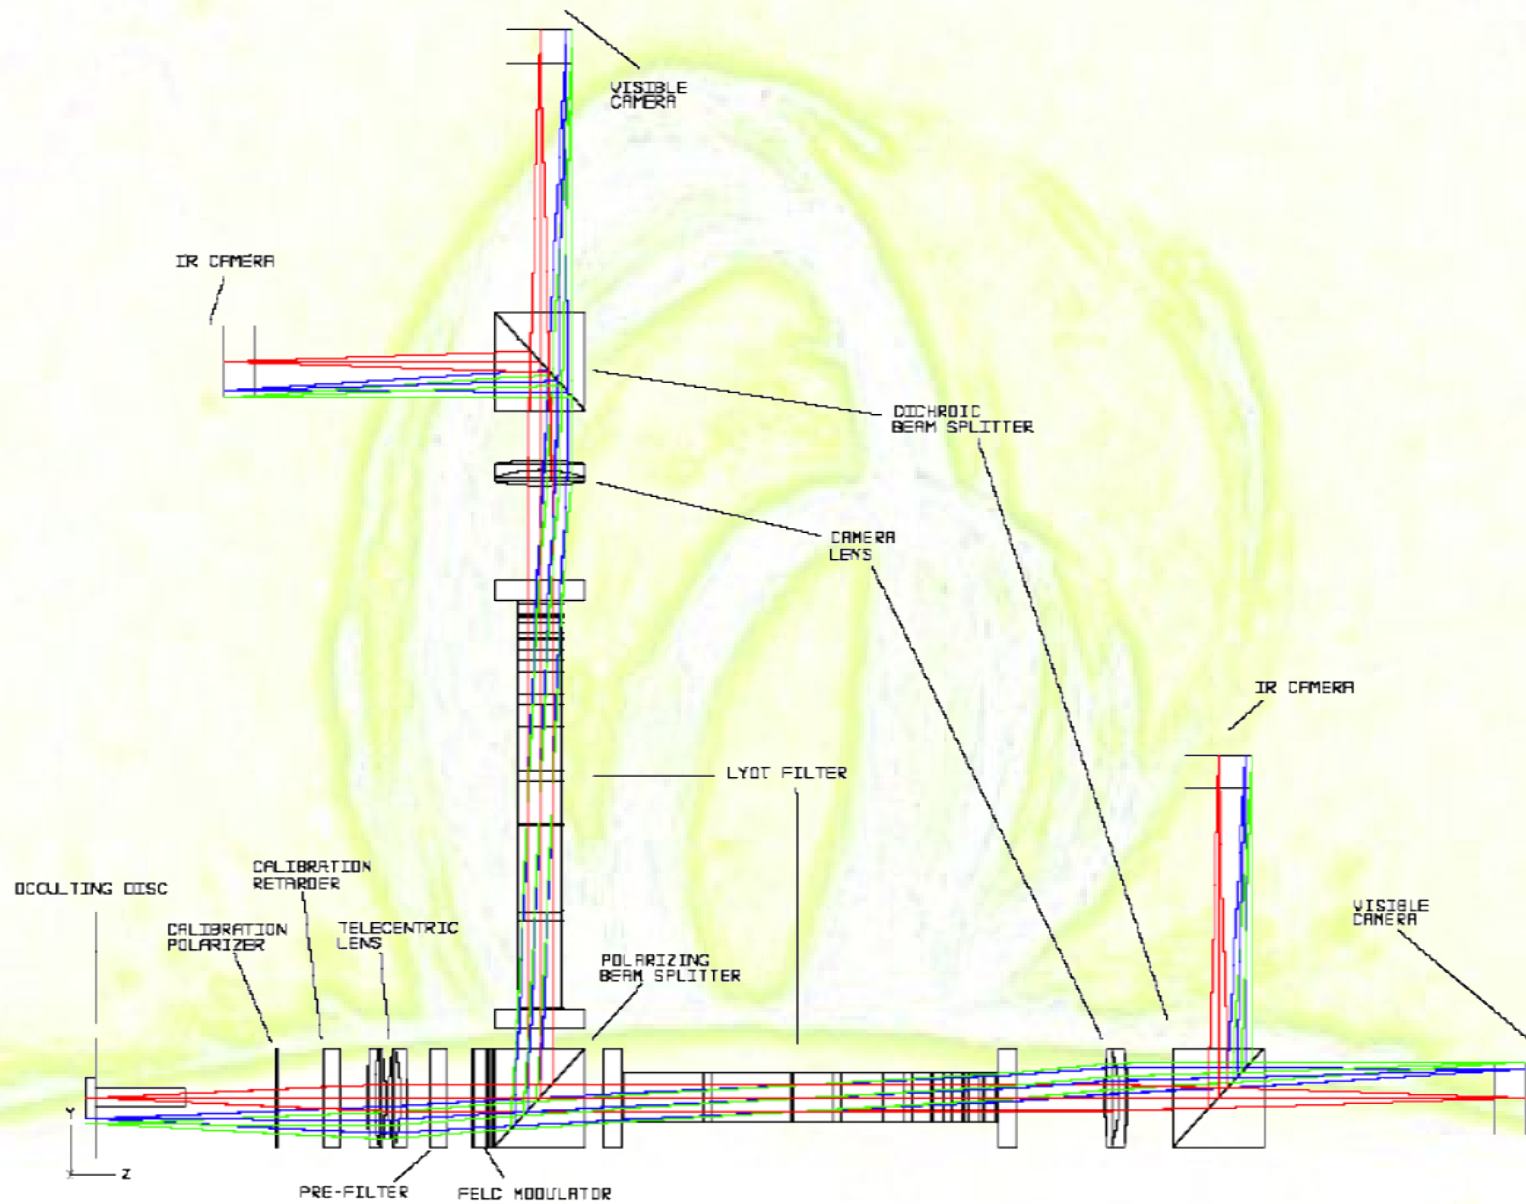 VISIBLE
CAMERA
IR CAMERA
DICHROIC
BEAM SPLITTER
CAMERA
LENS
IR CAMERA
LYOT FILTER
CALIBRATION
RETARDER
OCCULTING DISC
CALIBRATION
POLARIZER
TELECENTRIC
LENS
POLARIZING
BEAM SPLITTER
VISIBLE
CAMERA
Y
X
Z
PRE-FILTER
FELC MODULATOR